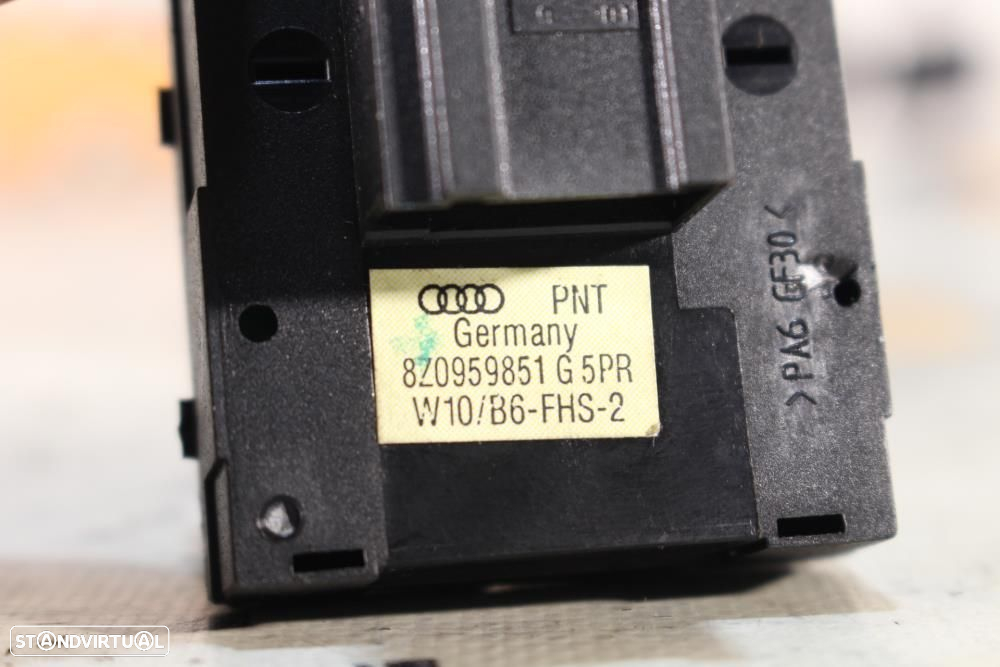 PNT
Germany
8Z0959851 G 5PR
W10/B6-FHS-2
>PA6 GF30<
STANDVIRTUAL